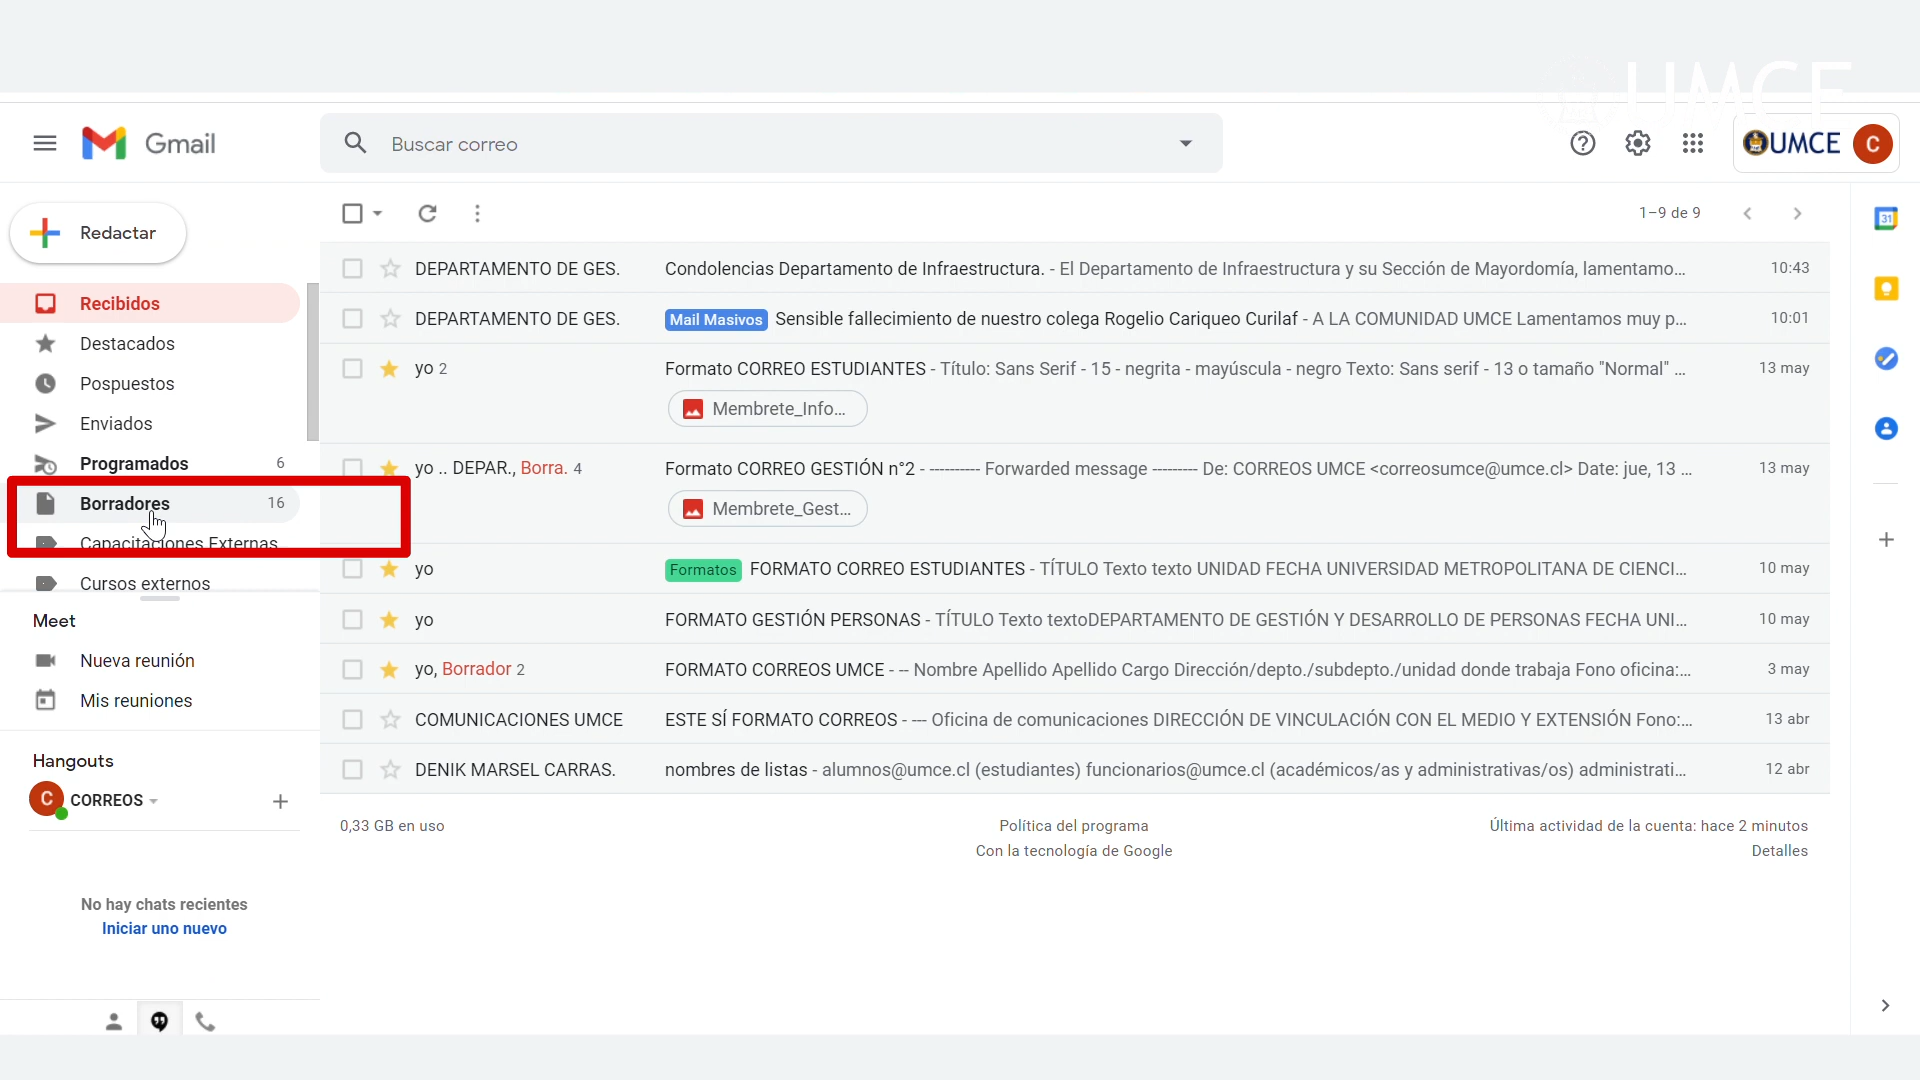 UMCE
Gmail
Buscar correo
UMCE
C
Redactar
1–9 de 9
31
Recibidos
Destacados
Pospuestos
Enviados
Programados 6
Borradores 16
Capacitaciones Externas
Cursos externos
DEPARTAMENTO DE GES. Condolencias Departamento de Infraestructura. - El Departamento de Infraestructura y su Sección de Mayordomía, lamentamo... 10:43
DEPARTAMENTO DE GES. Mail Masivos Sensible fallecimiento de nuestro colega Rogelio Cariqueo Curilaf - A LA COMUNIDAD UMCE Lamentamos muy p... 10:01
yo 2 Formato CORREO ESTUDIANTES - Título: Sans Serif - 15 - negrita - mayúscula - negro Texto: Sans serif - 13 o tamaño "Normal" ... 13 may
Membrete_Info...
yo .. DEPAR., Borra. 4 Formato CORREO GESTIÓN n°2 - ---------- Forwarded message --------- De: CORREOS UMCE <correosumce@umce.cl> Date: jue, 13 ... 13 may
Membrete_Gest...
yo Formatos FORMATO CORREO ESTUDIANTES - TÍTULO Texto texto UNIDAD FECHA UNIVERSIDAD METROPOLITANA DE CIENCI... 10 may
yo FORMATO GESTIÓN PERSONAS - TÍTULO Texto textoDEPARTAMENTO DE GESTIÓN Y DESARROLLO DE PERSONAS FECHA UNI... 10 may
yo, Borrador 2 FORMATO CORREOS UMCE - -- Nombre Apellido Apellido Cargo Dirección/depto./subdepto./unidad donde trabaja Fono oficina:... 3 may
COMUNICACIONES UMCE ESTE SÍ FORMATO CORREOS - --- Oficina de comunicaciones DIRECCIÓN DE VINCULACIÓN CON EL MEDIO Y EXTENSIÓN Fono:... 13 abr
DENIK MARSEL CARRAS. nombres de listas - alumnos@umce.cl (estudiantes) funcionarios@umce.cl (académicos/as y administrativas/os) administrati... 12 abr
Meet
Nueva reunión
Mis reuniones
Hangouts
C CORREOS
No hay chats recientes
Iniciar uno nuevo
0,33 GB en uso
Política del programa
Con la tecnología de Google
Última actividad de la cuenta: hace 2 minutos
Detalles